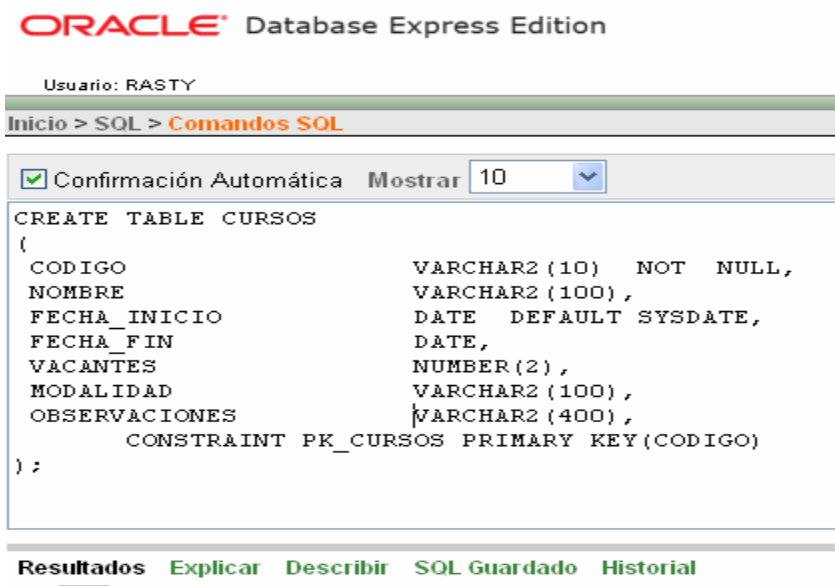 ORACLE® Database Express Edition
Usuario: RASTY
Inicio > SQL > Comandos SQL
Confirmación Automática Mostrar 10
CREATE TABLE CURSOS
(
CODIGO VARCHAR2(10) NOT NULL,
NOMBRE VARCHAR2(100),
FECHA_INICIO DATE DEFAULT SYSDATE,
FECHA_FIN DATE,
VACANTES NUMBER(2),
MODALIDAD VARCHAR2(100),
OBSERVACIONES VARCHAR2(400),
CONSTRAINT PK_CURSOS PRIMARY KEY(CODIGO)
);
Resultados Explicar Describir SQL Guardado Historial